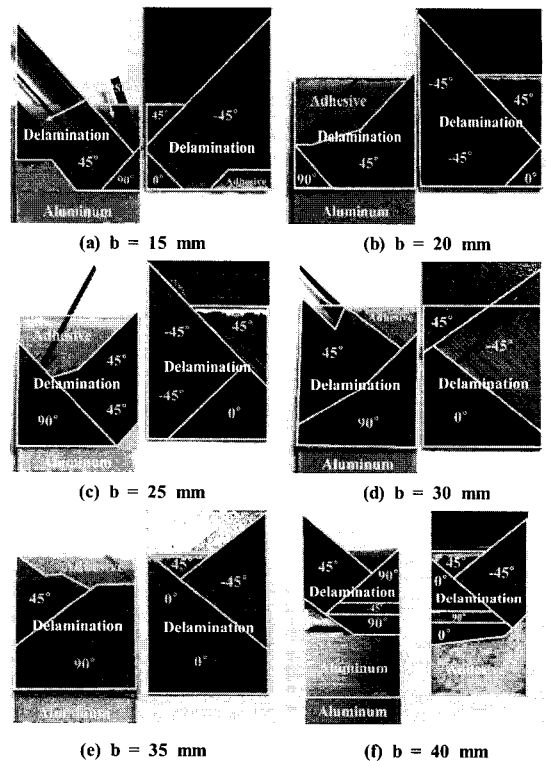 45° -45°
Delamination
Delamination
45°
90° 0° Adhesive
Aluminum
(a) b = 15 mm
-45°
Adhesive 45°
Delamination
Delamination
45° -45°
90° 0°
Aluminum
(b) b = 20 mm
Adhesive -45° 45°
45°
Delamination
Delamination
45° -45°
90° 0°
Aluminum
(c) b = 25 mm
Adhesive 45°
45° -45°
Delamination Delamination
90° 0°
Aluminum
(d) b = 30 mm
45°
45° 0° -45°
Delamination Delamination
90° 0°
Aluminum
(e) b = 35 mm
45° 90° 45° -45°
0°
Delamination Delamination
45° 90°
90° 0°
Aluminum Adhesive
Aluminum
(f) b = 40 mm